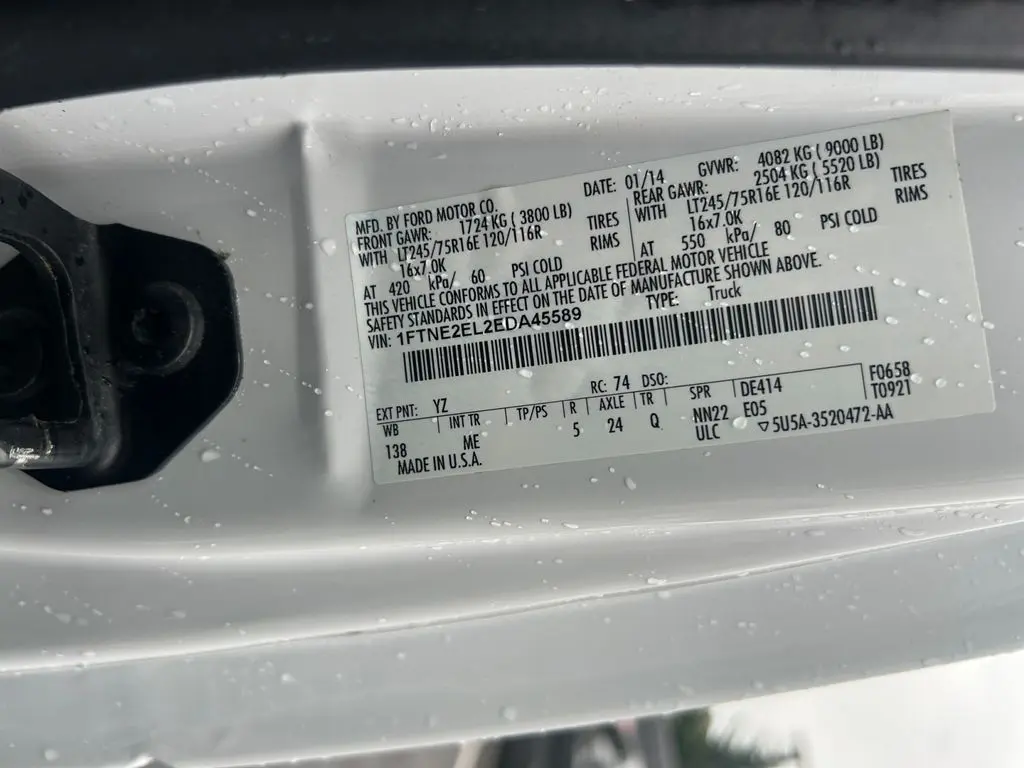 MFD. BY FORD MOTOR CO. DATE: 01/14 GVWR: 4082 KG ( 9000 LB)
FRONT GAWR: 1724 KG ( 3800 LB) REAR GAWR: 2504 KG ( 5520 LB)
WITH LT245/75R16E 120/116R TIRES WITH LT245/75R16E 120/116R TIRES
16x7.0K RIMS 16x7.0K RIMS
AT 420 kPa/ 60 PSI COLD AT 550 kPa/ 80 PSI COLD
THIS VEHICLE CONFORMS TO ALL APPLICABLE FEDERAL MOTOR VEHICLE
SAFETY STANDARDS IN EFFECT ON THE DATE OF MANUFACTURE SHOWN ABOVE.
VIN: 1FTNE2EL2EDA45589 TYPE: Truck
EXT PNT: YZ RC: 74 DSO:
WB INT TR TP/PS R AXLE TR SPR DE414 F0658
138 ME 5 24 Q NN22 E05 T0921
MADE IN U.S.A. ULC ▽5U5A-3520472-AA